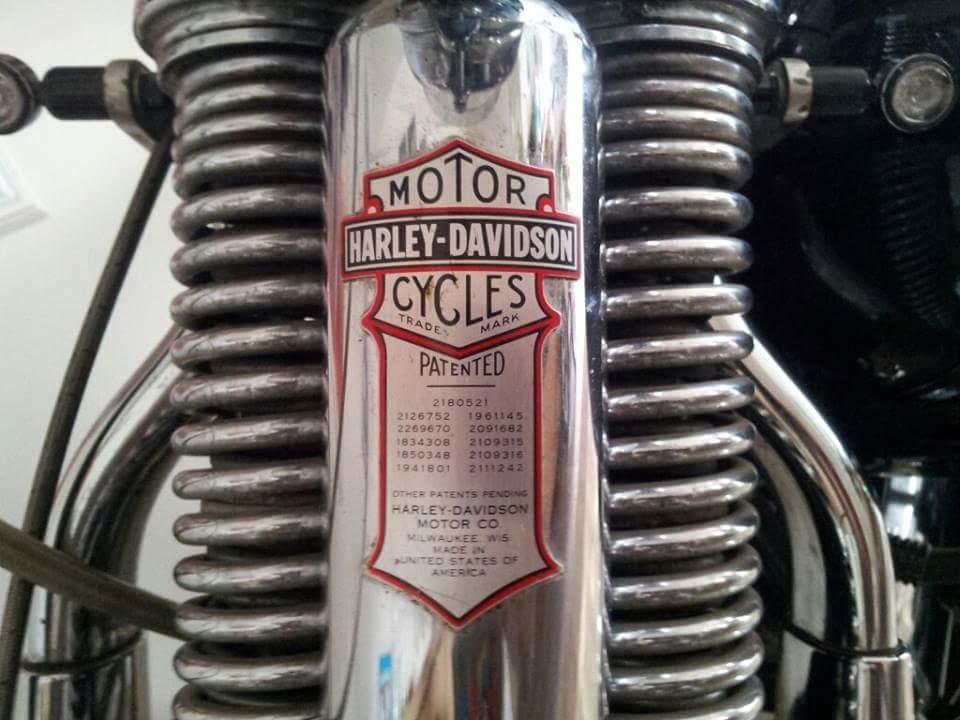 MOTOR
HARLEY-DAVIDSON
CYCLES
TRADE MARK
PATENTED
2180521
2126752 1961145
2269670 2091682
1834308 2109315
1850348 2109316
1941801 2111242
OTHER PATENTS PENDING
HARLEY-DAVIDSON
MOTOR CO.
MILWAUKEE, WIS.
MADE IN
UNITED STATES OF
AMERICA